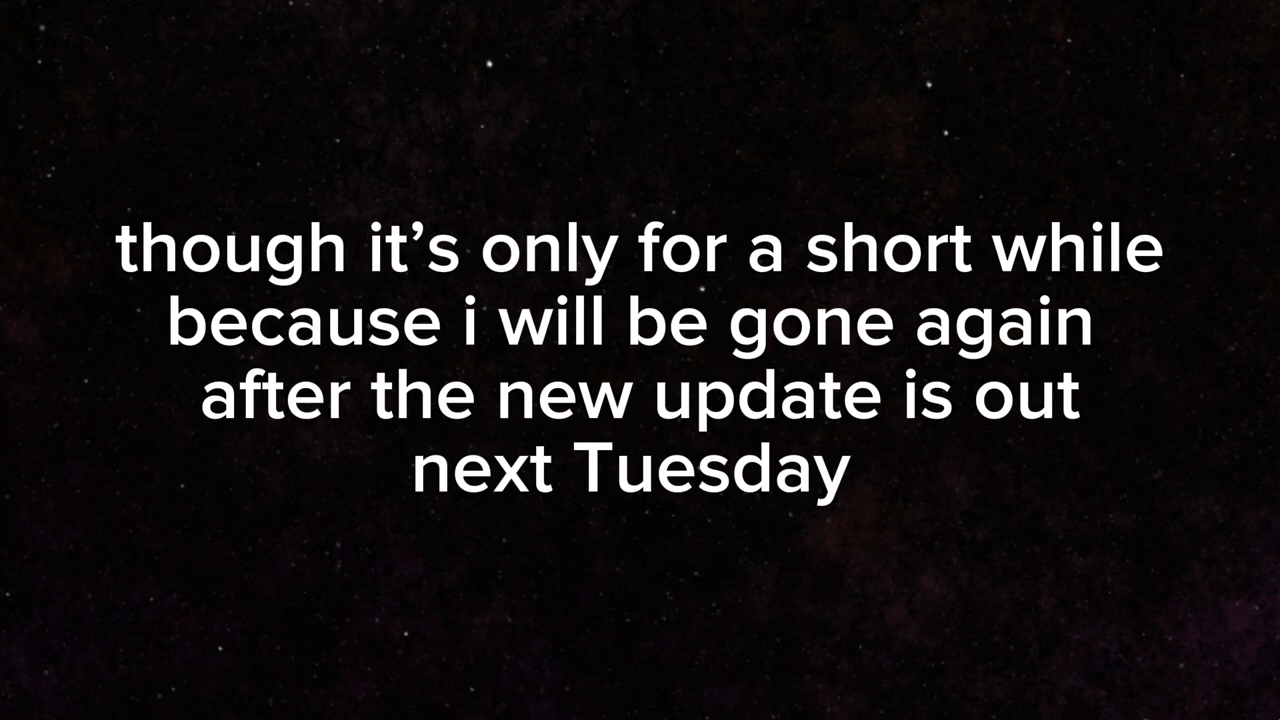 though it’s only for a short while
because i will be gone again
after the new update is out
next Tuesday